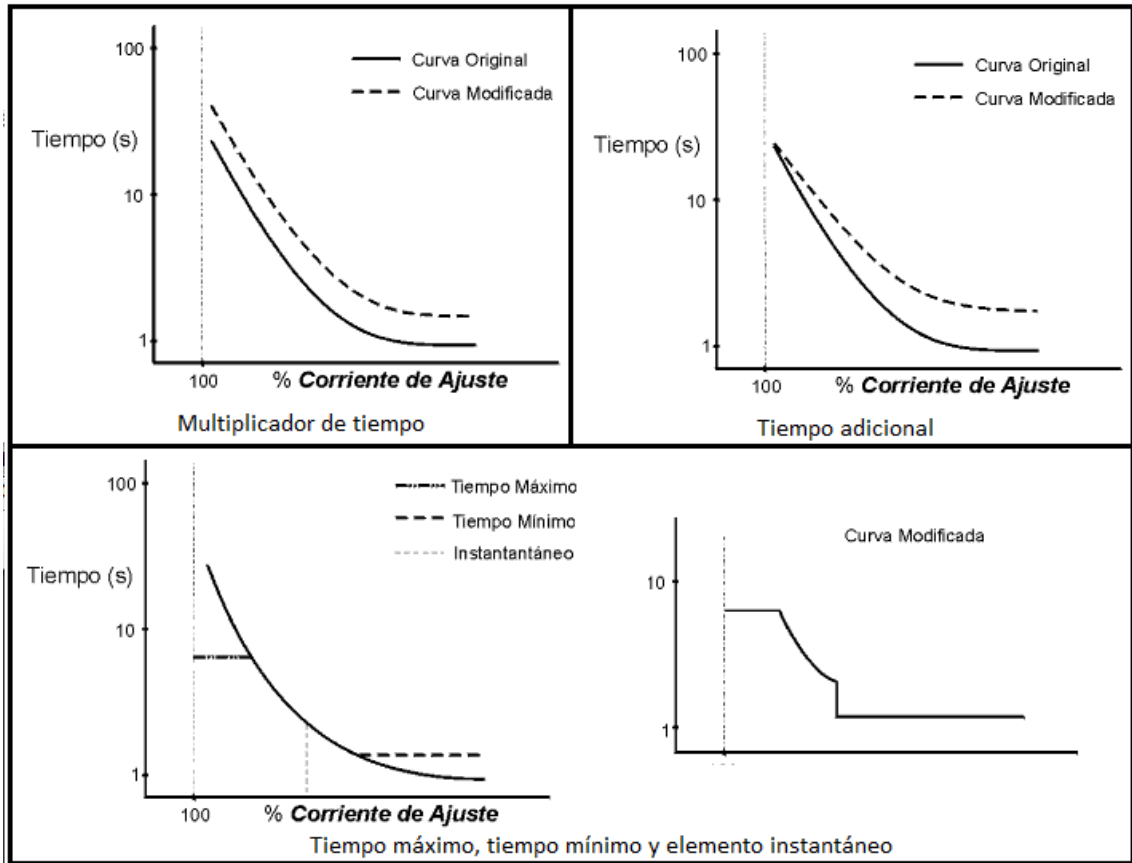 100
10
1
Tiempo (s)
Curva Original
Curva Modificada
100
% Corriente de Ajuste
Multiplicador de tiempo
100
10
1
Tiempo (s)
Curva Original
Curva Modificada
100
% Corriente de Ajuste
Tiempo adicional
100
10
1
Tiempo (s)
Tiempo Máximo
Tiempo Mínimo
Instantantáneo
100
% Corriente de Ajuste
Curva Modificada
10
1
Tiempo máximo, tiempo mínimo y elemento instantáneo